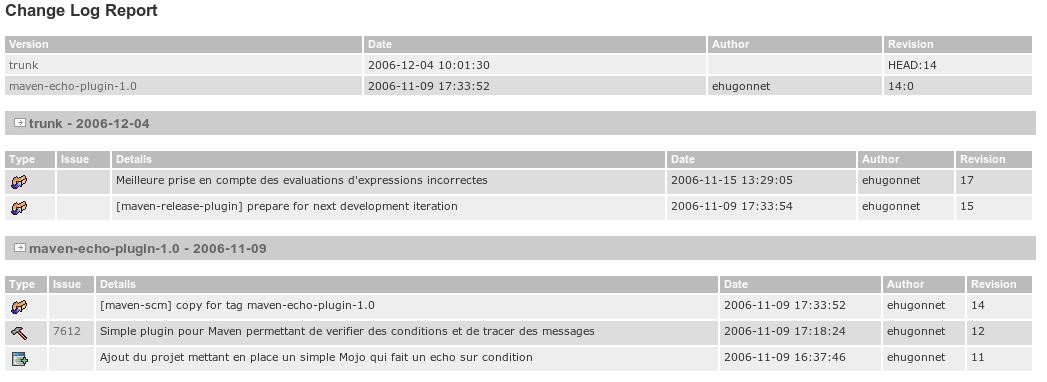 Change Log Report
Version Date Author Revision
trunk 2006-12-04 10:01:30 HEAD:14
maven-echo-plugin-1.0 2006-11-09 17:33:52 ehugonnet 14:0
trunk - 2006-12-04
Type Issue Details Date Author Revision
Meilleure prise en compte des evaluations d'expressions incorrectes 2006-11-15 13:29:05 ehugonnet 17
[maven-release-plugin] prepare for next development iteration 2006-11-09 17:33:54 ehugonnet 15
maven-echo-plugin-1.0 - 2006-11-09
Type Issue Details Date Author Revision
[maven-scm] copy for tag maven-echo-plugin-1.0 2006-11-09 17:33:52 ehugonnet 14
7612 Simple plugin pour Maven permettant de verifier des conditions et de tracer des messages 2006-11-09 17:18:24 ehugonnet 12
Ajout du projet mettant en place un simple Mojo qui fait un echo sur condition 2006-11-09 16:37:46 ehugonnet 11